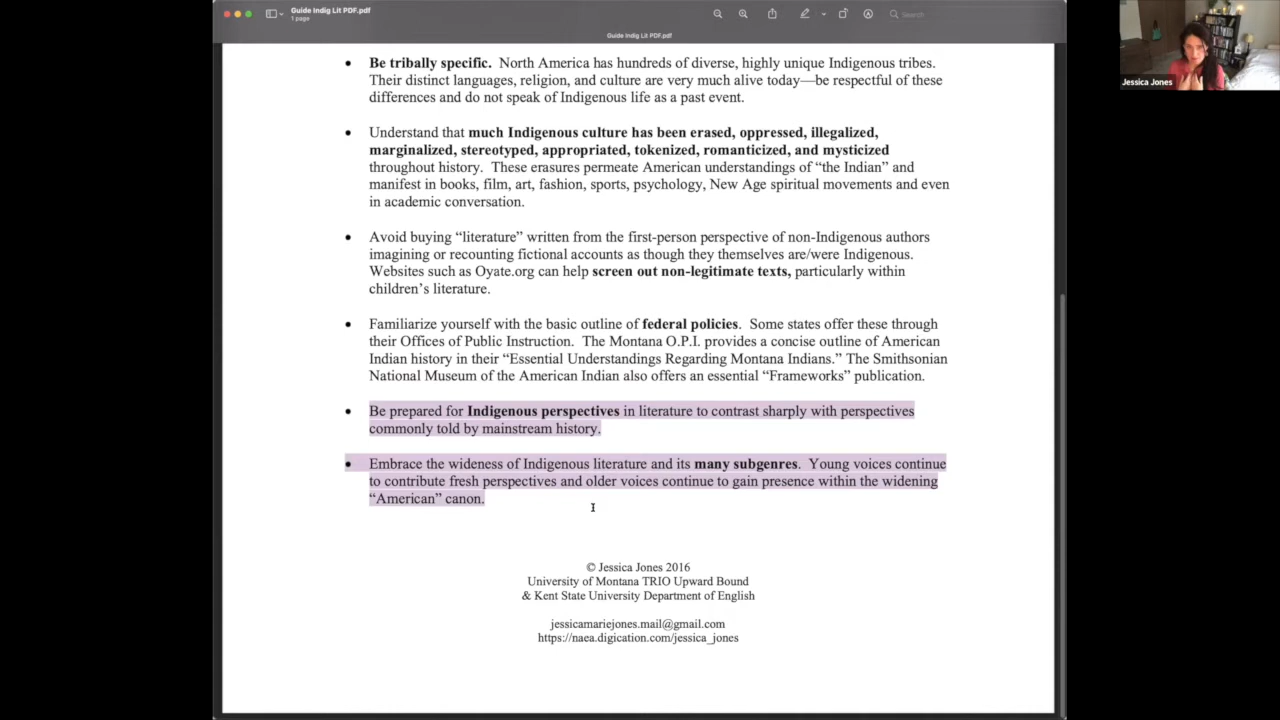 Guide Indig Lit PDF.pdf
1 page
Search
Guide Indig Lit PDF.pdf
Jessica Jones
• Be tribally specific. North America has hundreds of diverse, highly unique Indigenous tribes.
Their distinct languages, religion, and culture are very much alive today—be respectful of these
differences and do not speak of Indigenous life as a past event.
• Understand that much Indigenous culture has been erased, oppressed, illegalized,
marginalized, stereotyped, appropriated, tokenized, romanticized, and mysticized
throughout history. These erasures permeate American understandings of “the Indian” and
manifest in books, film, art, fashion, sports, psychology, New Age spiritual movements and even
in academic conversation.
• Avoid buying “literature” written from the first-person perspective of non-Indigenous authors
imagining or recounting fictional accounts as though they themselves are/were Indigenous.
Websites such as Oyate.org can help screen out non-legitimate texts, particularly within
children’s literature.
• Familiarize yourself with the basic outline of federal policies. Some states offer these through
their Offices of Public Instruction. The Montana O.P.I. provides a concise outline of American
Indian history in their “Essential Understandings Regarding Montana Indians.” The Smithsonian
National Museum of the American Indian also offers an essential “Frameworks” publication.
• Be prepared for Indigenous perspectives in literature to contrast sharply with perspectives
commonly told by mainstream history.
• Embrace the wideness of Indigenous literature and its many subgenres. Young voices continue
to contribute fresh perspectives and older voices continue to gain presence within the widening
“American” canon.
© Jessica Jones 2016
University of Montana TRIO Upward Bound
& Kent State University Department of English
jessicamariejones.mail@gmail.com
https://naea.digication.com/jessica_jones